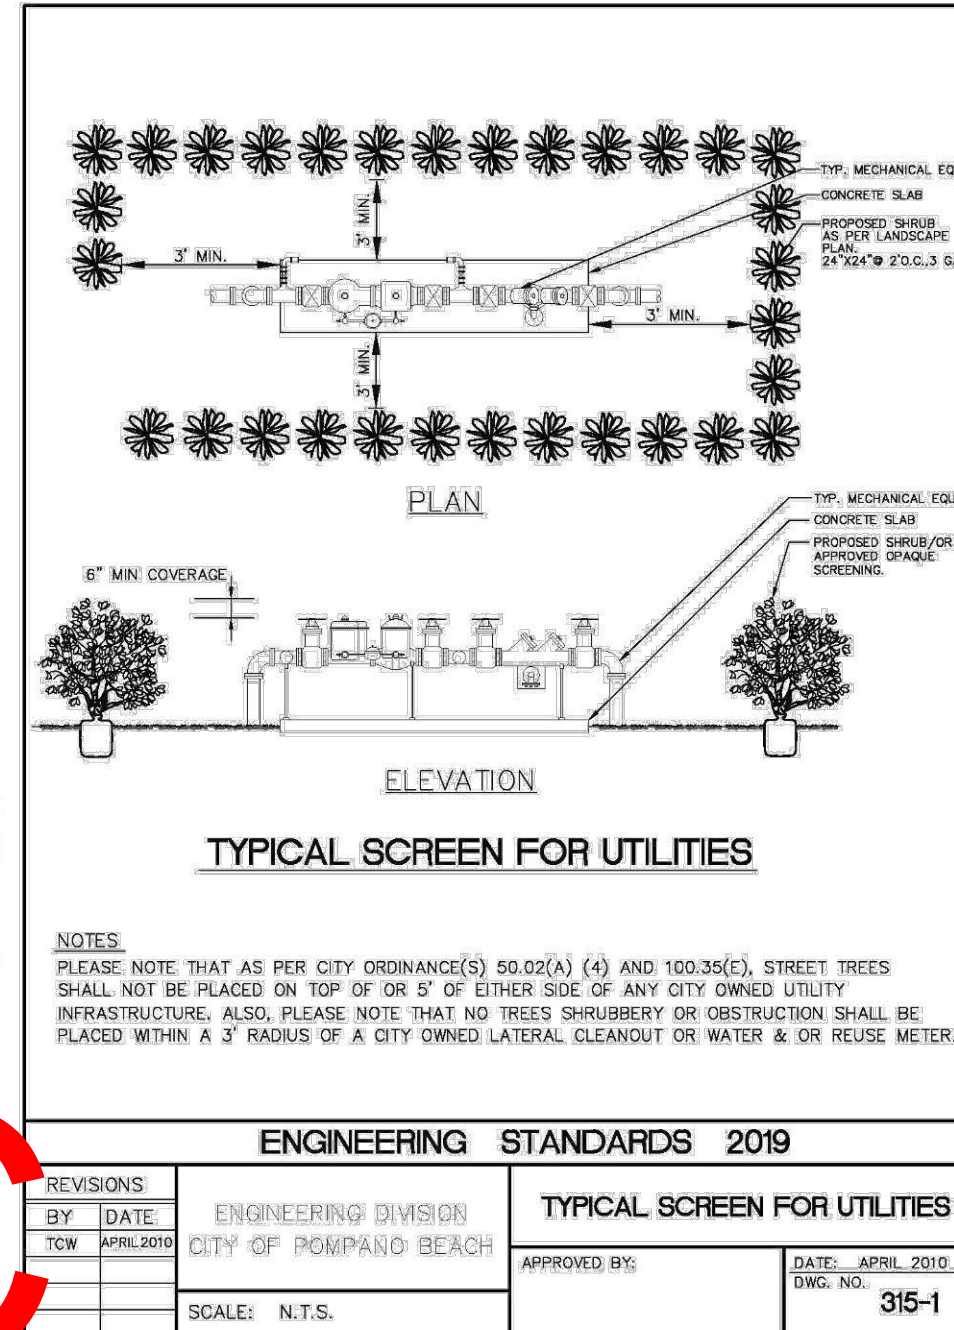 TYP. MECHANICAL EQ
CONCRETE SLAB
PROPOSED SHRUB
AS PER LANDSCAPE
PLAN.
24"X24"@ 2'O.C.,3 G
3' MIN.
3' MIN.
3' MIN.
3' MIN.
PLAN
TYP. MECHANICAL EQU
CONCRETE SLAB
PROPOSED SHRUB/OR
APPROVED OPAQUE
SCREENING.
6" MIN COVERAGE
ELEVATION
TYPICAL SCREEN FOR UTILITIES
NOTES
PLEASE NOTE THAT AS PER CITY ORDINANCE(S) 50.02(A) (4) AND 100.35(E), STREET TREES
SHALL NOT BE PLACED ON TOP OF OR 5' OF EITHER SIDE OF ANY CITY OWNED UTILITY
INFRASTRUCTURE. ALSO, PLEASE NOTE THAT NO TREES SHRUBBERY OR OBSTRUCTION SHALL BE
PLACED WITHIN A 3' RADIUS OF A CITY OWNED LATERAL CLEANOUT OR WATER & OR REUSE METER.
ENGINEERING STANDARDS 2019
REVISIONS
BY DATE
TCW APRIL 2010
ENGINEERING DIVISION
CITY OF POMPANO BEACH
SCALE: N.T.S.
TYPICAL SCREEN FOR UTILITIES
APPROVED BY:
DATE: APRIL 2010
DWG. NO.
315-1